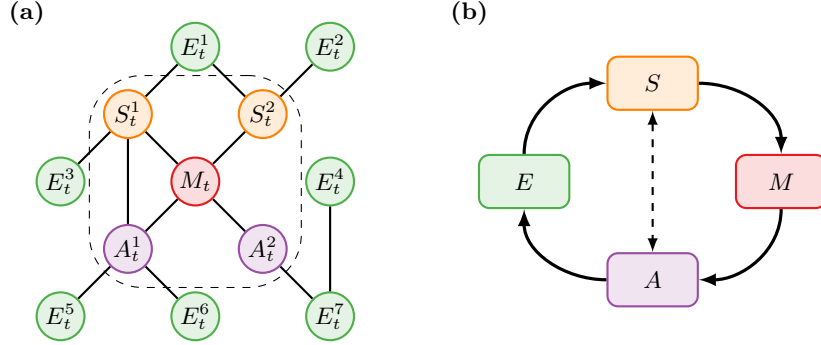 (a)
(b)
E_t^1
E_t^2
S_t^1
S_t^2
E_t^3
M_t
E_t^4
A_t^1
A_t^2
E_t^5
E_t^6
E_t^7
S
E
M
A